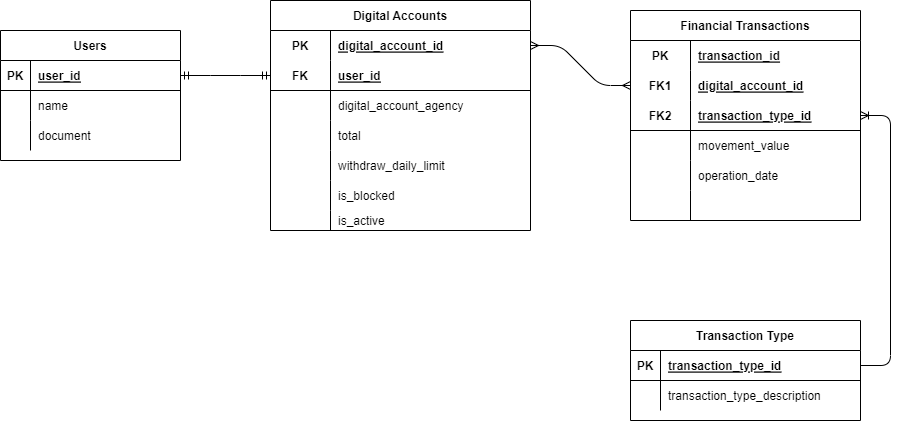 Users
PK user_id
name
document
Digital Accounts
PK digital_account_id
FK user_id
digital_account_agency
total
withdraw_daily_limit
is_blocked
is_active
Financial Transactions
PK transaction_id
FK1 digital_account_id
FK2 transaction_type_id
movement_value
operation_date
Transaction Type
PK transaction_type_id
transaction_type_description